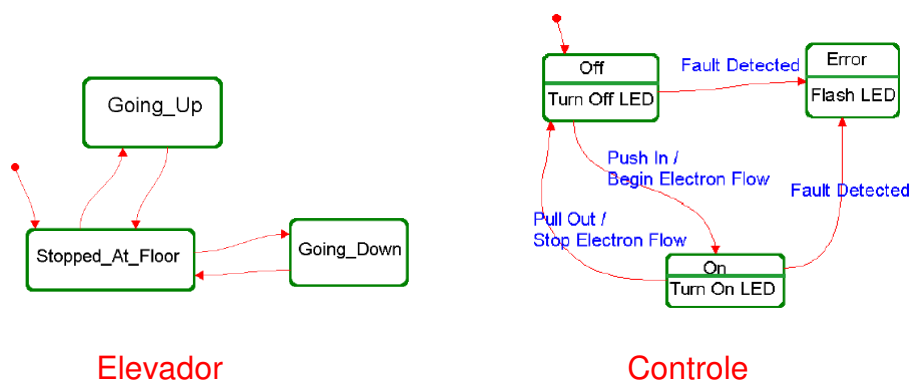 Going_Up
Stopped_At_Floor
Going_Down
Elevador
Off
Turn Off LED
Fault Detected
Error
Flash LED
Push In /
Begin Electron Flow
Pull Out /
Stop Electron Flow
Fault Detected
On
Turn On LED
Controle